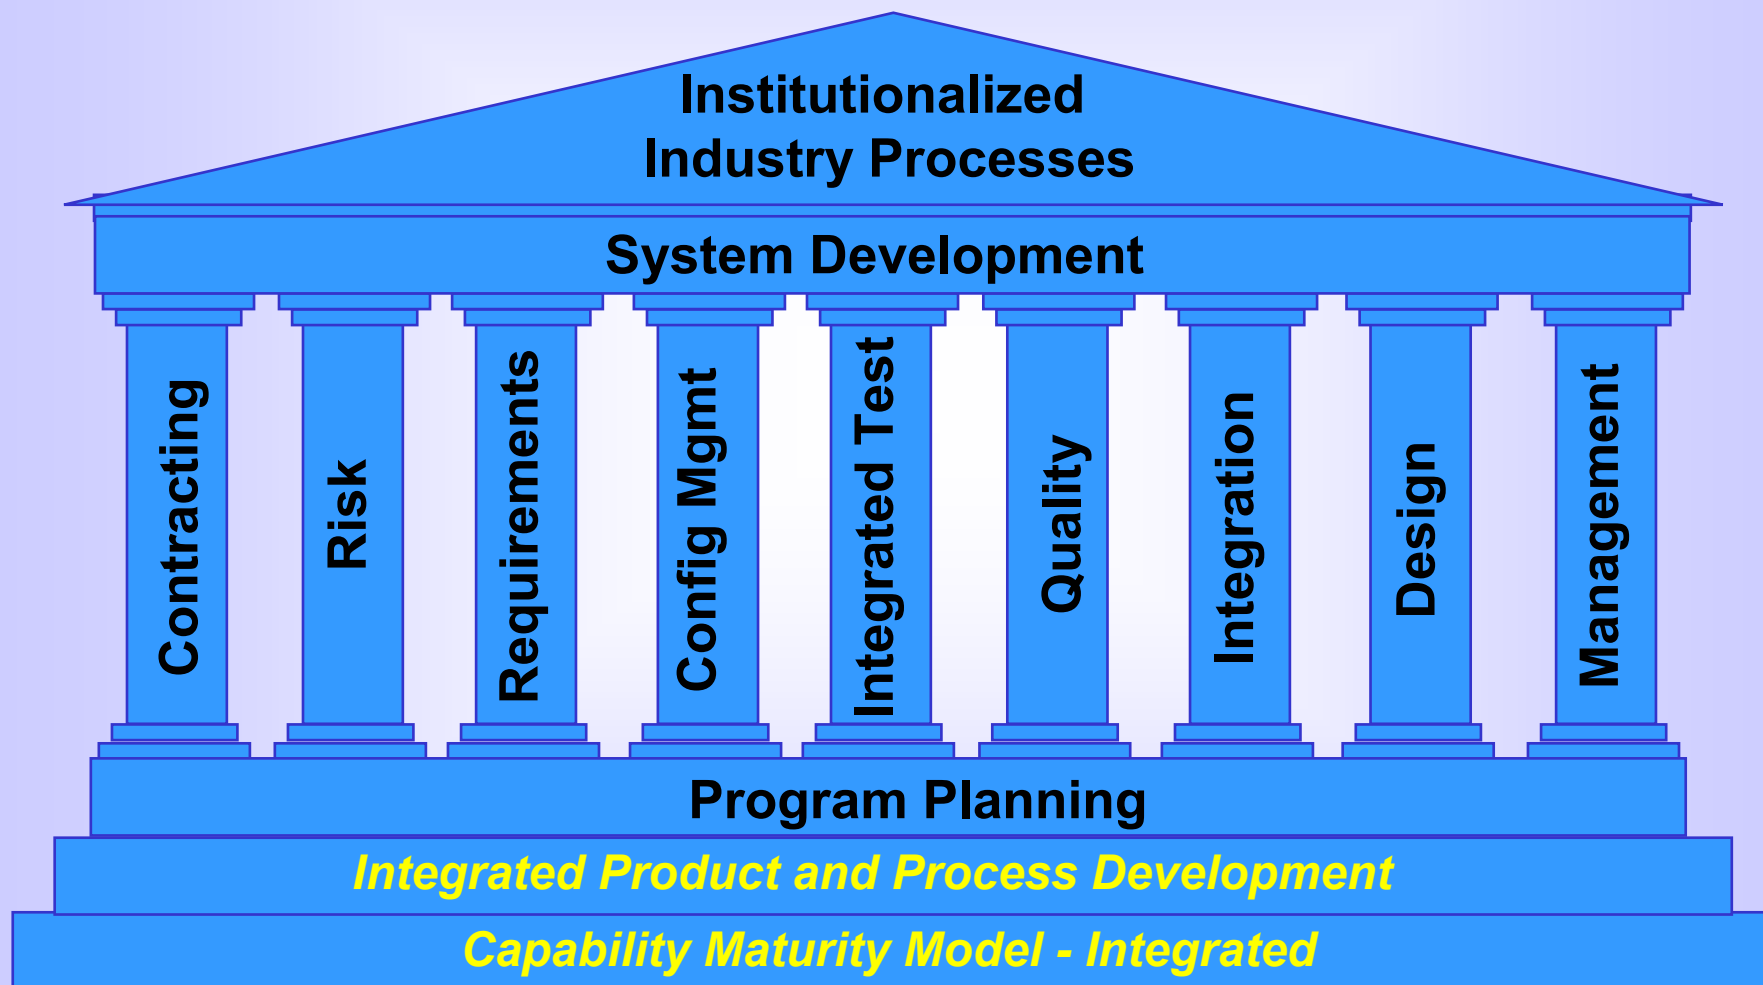 Institutionalized
Industry Processes
System Development
Contracting
Risk
Requirements
Config Mgmt
Integrated Test
Quality
Integration
Design
Management
Program Planning
Integrated Product and Process Development
Capability Maturity Model - Integrated